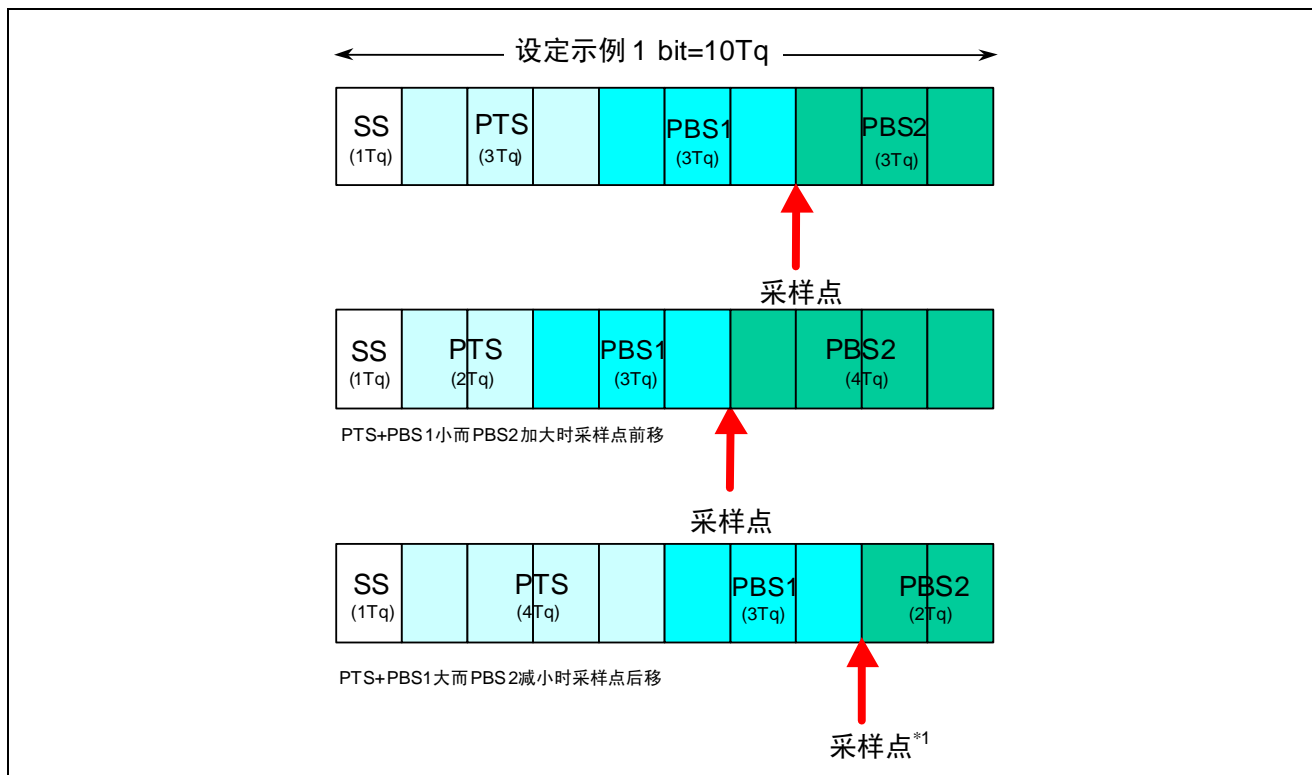 设定示例 1 bit=10Tq
SS PTS PBS1 PBS2
(1Tq) (3Tq) (3Tq) (3Tq)
采样点
SS PTS PBS1 PBS2
(1Tq) (2Tq) (3Tq) (4Tq)
PTS+PBS1小而PBS2加大时采样点前移
采样点
SS PTS PBS1 PBS2
(1Tq) (4Tq) (3Tq) (2Tq)
PTS+PBS1大而PBS2减小时采样点后移
采样点*1